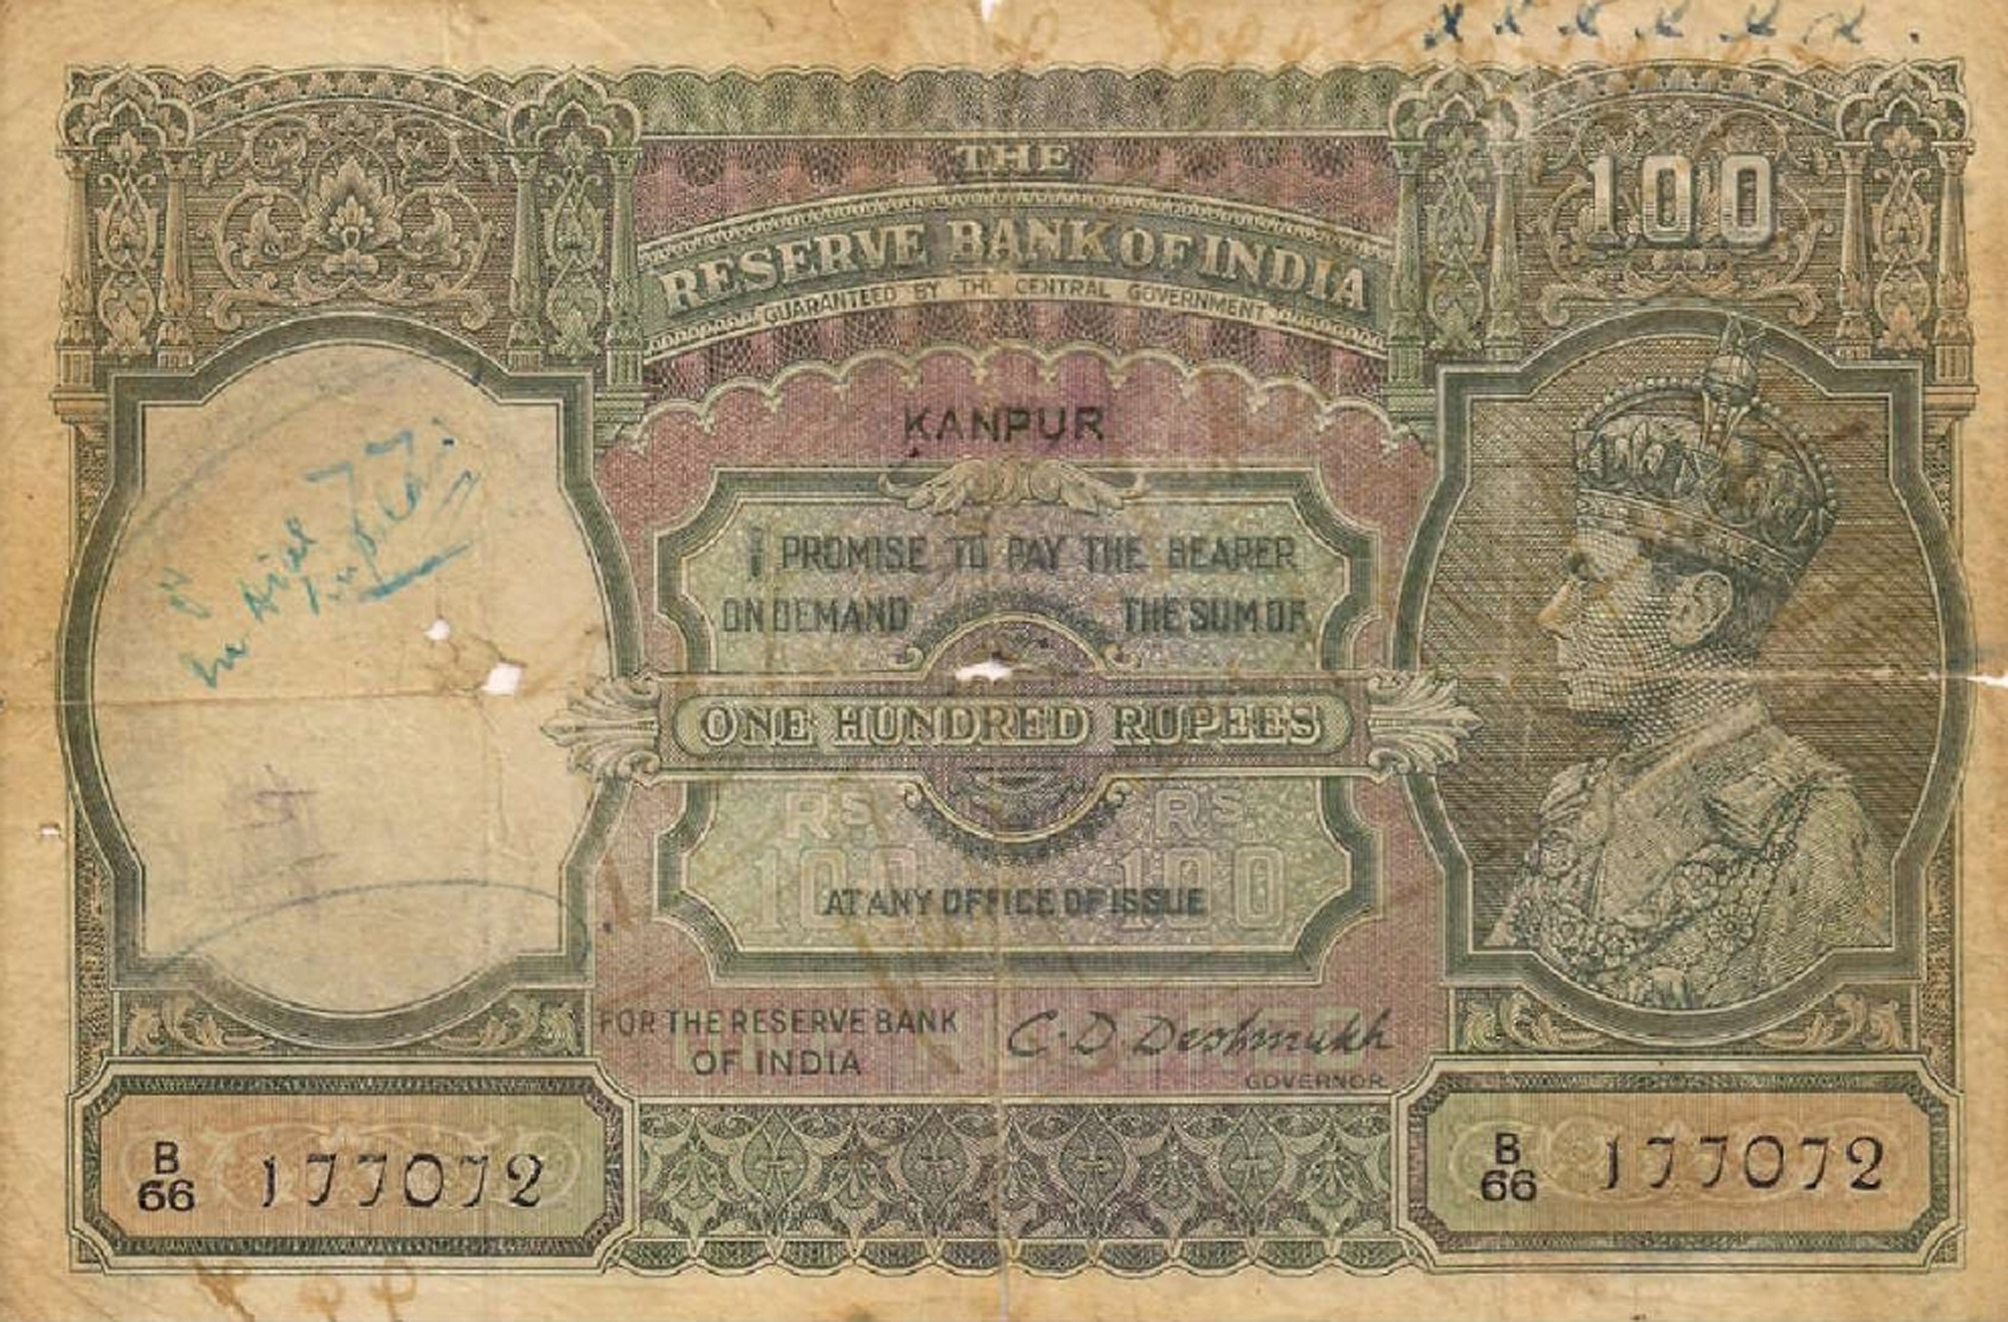 THE
100
RESERVE BANK OF INDIA
GUARANTEED BY THE CENTRAL GOVERNMENT
KANPUR
I PROMISE TO PAY THE BEARER
ON DEMAND THE SUM OF
ONE HUNDRED RUPEES
RS RS
100 100
AT ANY OFFICE OF ISSUE
FOR THE RESERVE BANK
OF INDIA
C. D Deshmukh
GOVERNOR
B
66 177072
B
66 177072